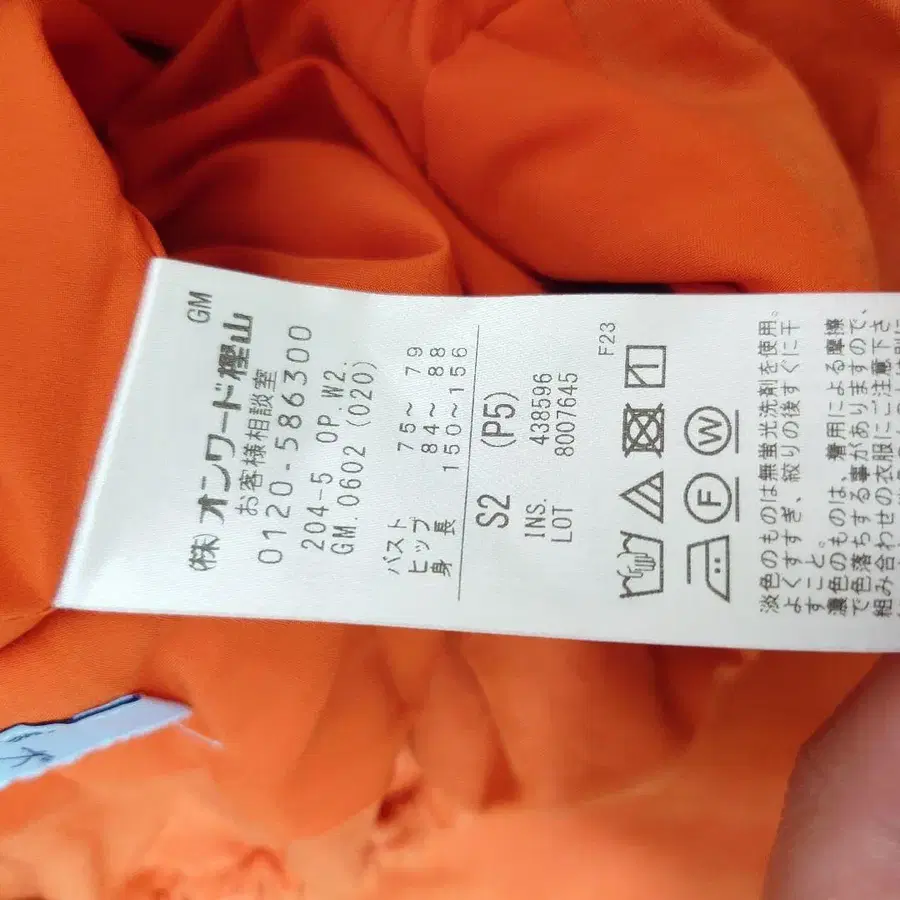 GM
(株)オンワード樫山
お客様相談室
0120-586300
204-5 OP.W2.
GM.0602 (020)
バスト 75〜 79
ヒップ 84〜 88
身 長 150〜156
S2 (P5)
INS. 438596
LOT 8007645
F23
W
F
淡色のものは無蛍光洗剤を使用。
よくすすぎ、絞りの後すぐに干
すこと。
濃色のものは、着用による摩擦
で色落ちする事がありますので、
組み合わせの衣服にご注意下さ